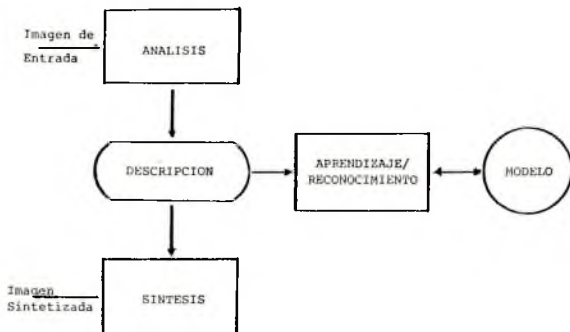 Imagen de
Entrada
ANALISIS
DESCRIPCION
APRENDIZAJE/
RECONOCIMIENTO
MODELO
Imagen
Sintetizada
SINTESIS